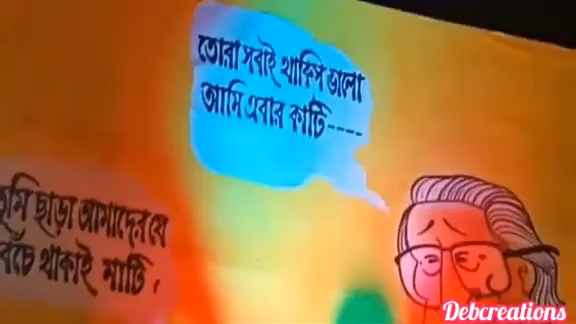 তোরা সবাই থাকিস ভালো
আমি এবার কাটি----
তুমি ছাড়া আমাদের যে
বেঁচে থাকাই মাটি।
Debcreations